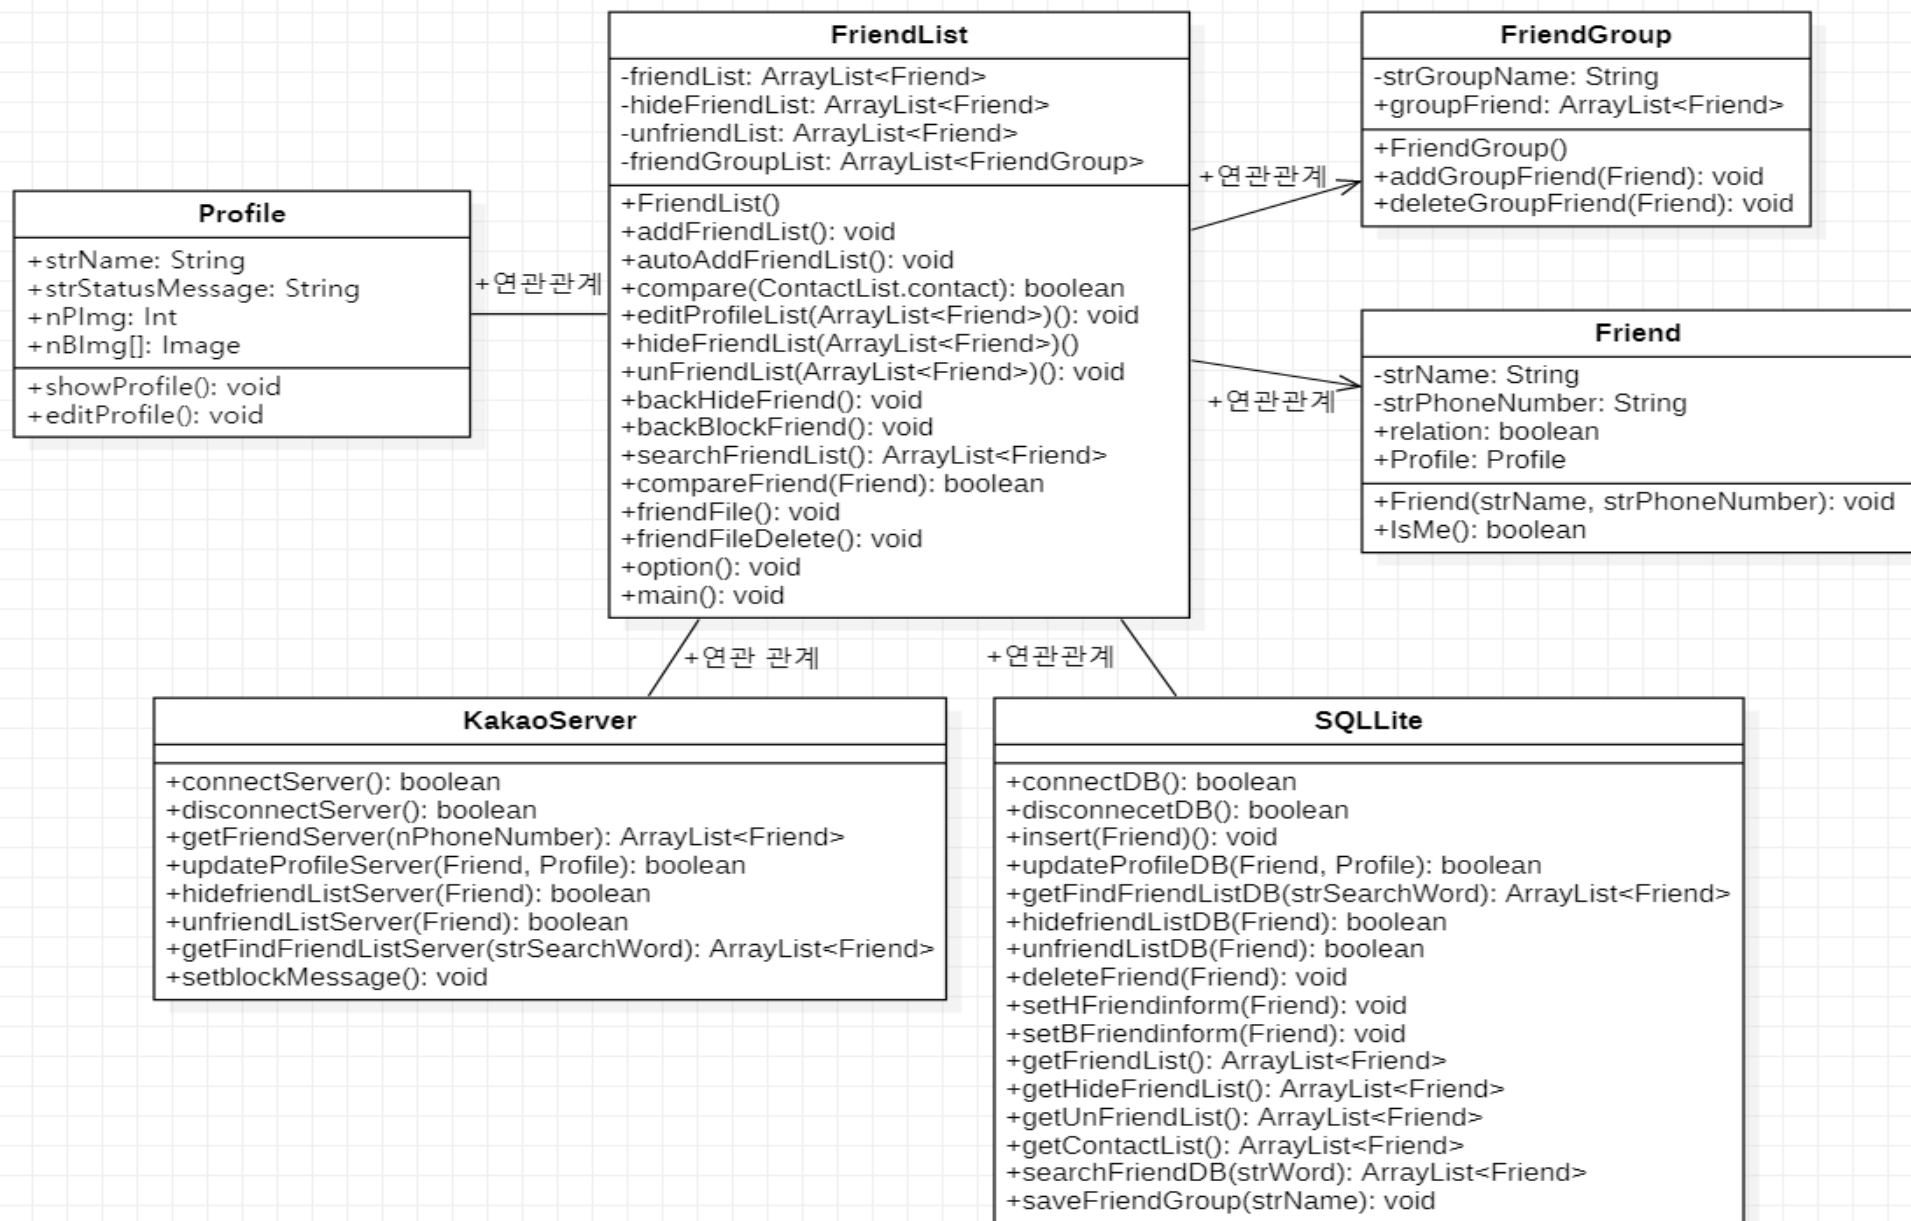 FriendList
-friendList: ArrayList<Friend>
-hideFriendList: ArrayList<Friend>
-unfriendList: ArrayList<Friend>
-friendGroupList: ArrayList<FriendGroup>
+FriendList()
+addFriendList(): void
+autoAddFriendList(): void
+compare(ContactList.contact): boolean
+editProfileList(ArrayList<Friend>)(): void
+hideFriendList(ArrayList<Friend>)()
+unFriendList(ArrayList<Friend>)(): void
+backHideFriend(): void
+backBlockFriend(): void
+searchFriendList(): ArrayList<Friend>
+compareFriend(Friend): boolean
+friendFile(): void
+friendFileDelete(): void
+option(): void
+main(): void
FriendGroup
-strGroupName: String
+groupFriend: ArrayList<Friend>
+FriendGroup()
+addGroupFriend(Friend): void
+deleteGroupFriend(Friend): void
+연관관계
Profile
+strName: String
+strStatusMessage: String
+nPImg: Int
+nBImg[]: Image
+showProfile(): void
+editProfile(): void
+연관관계
Friend
-strName: String
-strPhoneNumber: String
+relation: boolean
+Profile: Profile
+Friend(strName, strPhoneNumber): void
+IsMe(): boolean
+연관관계
+연관 관계
+연관관계
KakaoServer
+connectServer(): boolean
+disconnectServer(): boolean
+getFriendServer(nPhoneNumber): ArrayList<Friend>
+updateProfileServer(Friend, Profile): boolean
+hidefriendListServer(Friend): boolean
+unfriendListServer(Friend): boolean
+getFindFriendListServer(strSearchWord): ArrayList<Friend>
+setblockMessage(): void
SQLLite
+connectDB(): boolean
+disconnecetDB(): boolean
+insert(Friend)(): void
+updateProfileDB(Friend, Profile): boolean
+getFindFriendListDB(strSearchWord): ArrayList<Friend>
+hidefriendListDB(Friend): boolean
+unfriendListDB(Friend): boolean
+deleteFriend(Friend): void
+setHFriendinform(Friend): void
+setBFriendinform(Friend): void
+getFriendList(): ArrayList<Friend>
+getHideFriendList(): ArrayList<Friend>
+getUnFriendList(): ArrayList<Friend>
+getContactList(): ArrayList<Friend>
+searchFriendDB(strWord): ArrayList<Friend>
+saveFriendGroup(strName): void